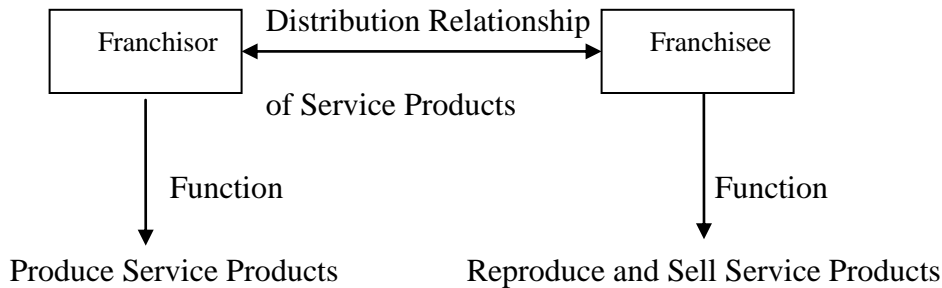 Distribution Relationship
Franchisor
Franchisee
of Service Products
Function
Function
Produce Service Products
Reproduce and Sell Service Products